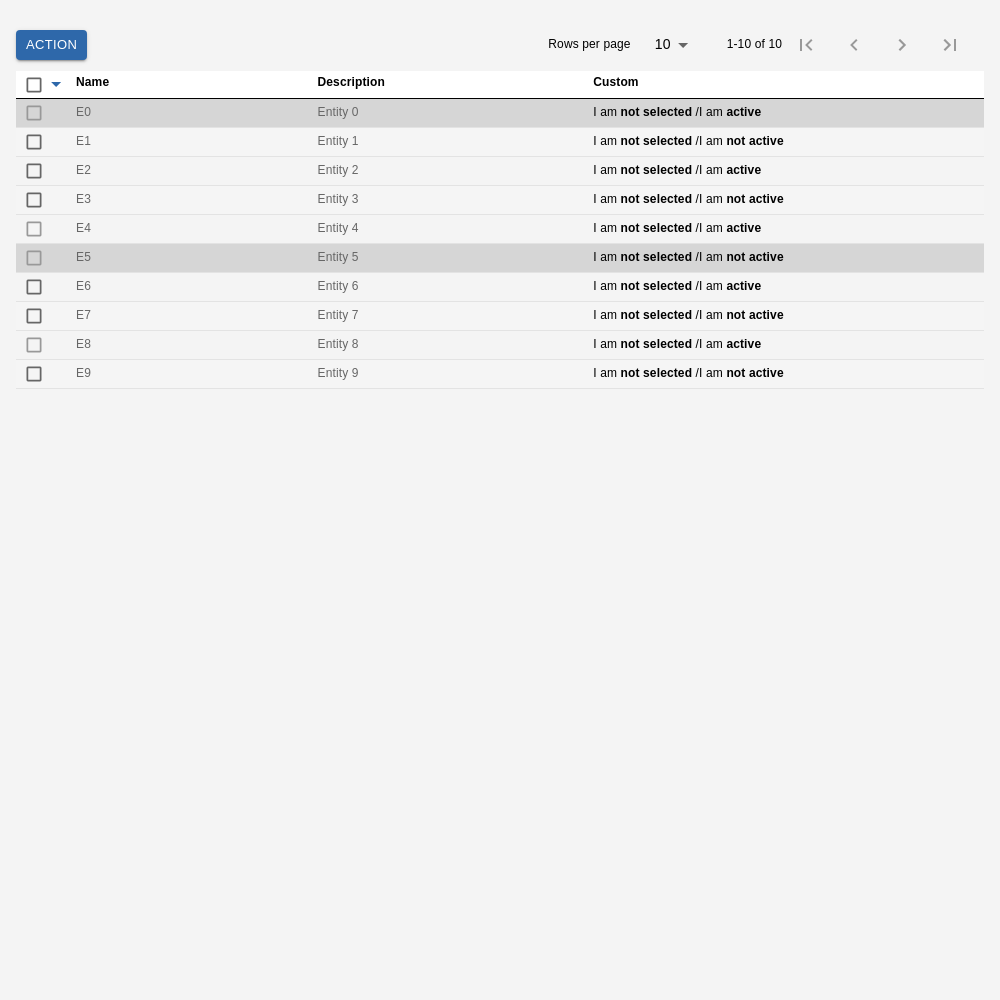 ACTION Rows per page 10 1-10 of 10
Name Description Custom
E0 Entity 0 I am not selected /I am active
E1 Entity 1 I am not selected /I am not active
E2 Entity 2 I am not selected /I am active
E3 Entity 3 I am not selected /I am not active
E4 Entity 4 I am not selected /I am active
E5 Entity 5 I am not selected /I am not active
E6 Entity 6 I am not selected /I am active
E7 Entity 7 I am not selected /I am not active
E8 Entity 8 I am not selected /I am active
E9 Entity 9 I am not selected /I am not active